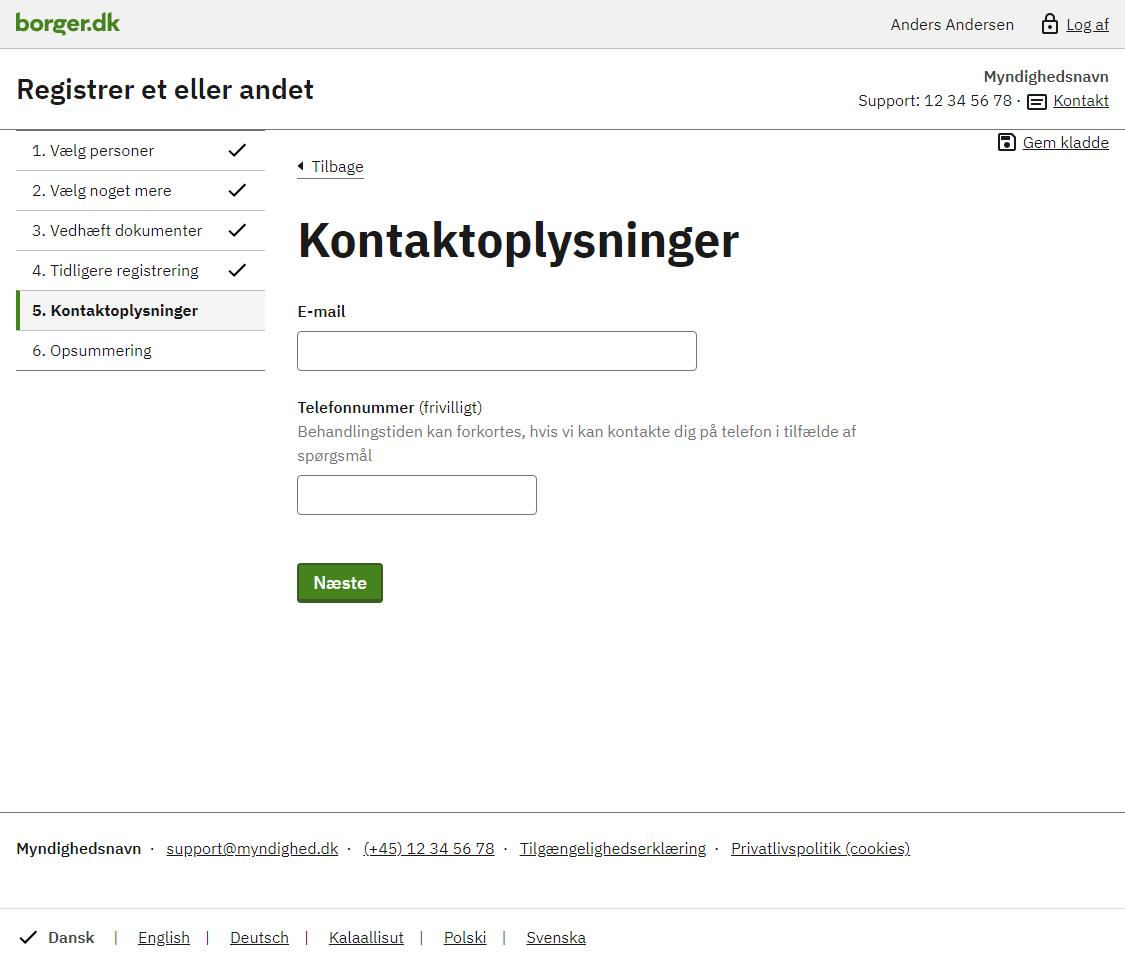 borger.dk
Anders Andersen
Log af
Registrer et eller andet
Myndighedsnavn
Support: 12 34 56 78 · Kontakt
Gem kladde
1. Vælg personer
2. Vælg noget mere
3. Vedhæft dokumenter
4. Tidligere registrering
5. Kontaktoplysninger
6. Opsummering
Tilbage
Kontaktoplysninger
E-mail
Telefonnummer (frivilligt)
Behandlingstiden kan forkortes, hvis vi kan kontakte dig på telefon i tilfælde af
spørgsmål
Næste
Myndighedsnavn · support@myndighed.dk · (+45) 12 34 56 78 · Tilgængelighedserklæring · Privatlivspolitik (cookies)
Dansk | English | Deutsch | Kalaallisut | Polski | Svenska